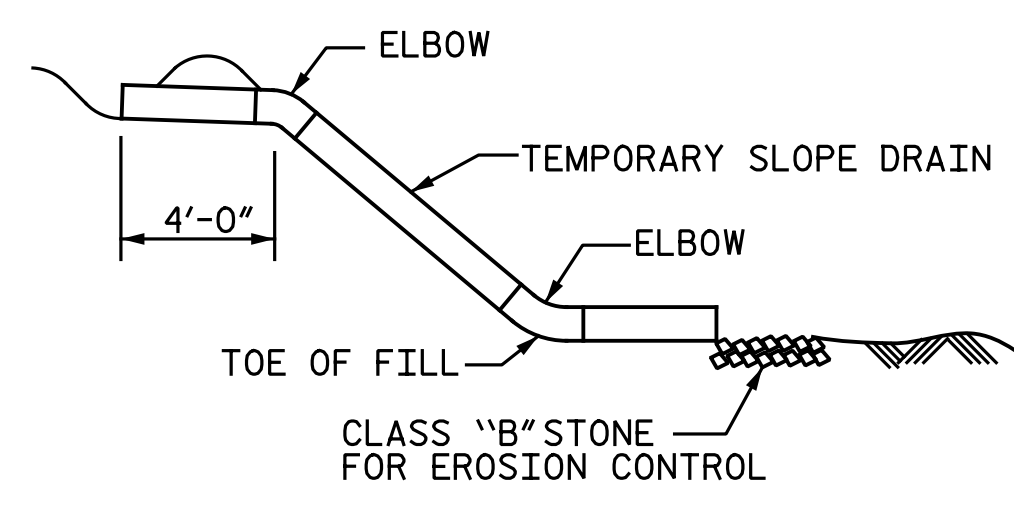 ELBOW
TEMPORARY SLOPE DRAIN
4'-0"
ELBOW
TOE OF FILL
CLASS "B" STONE
FOR EROSION CONTROL